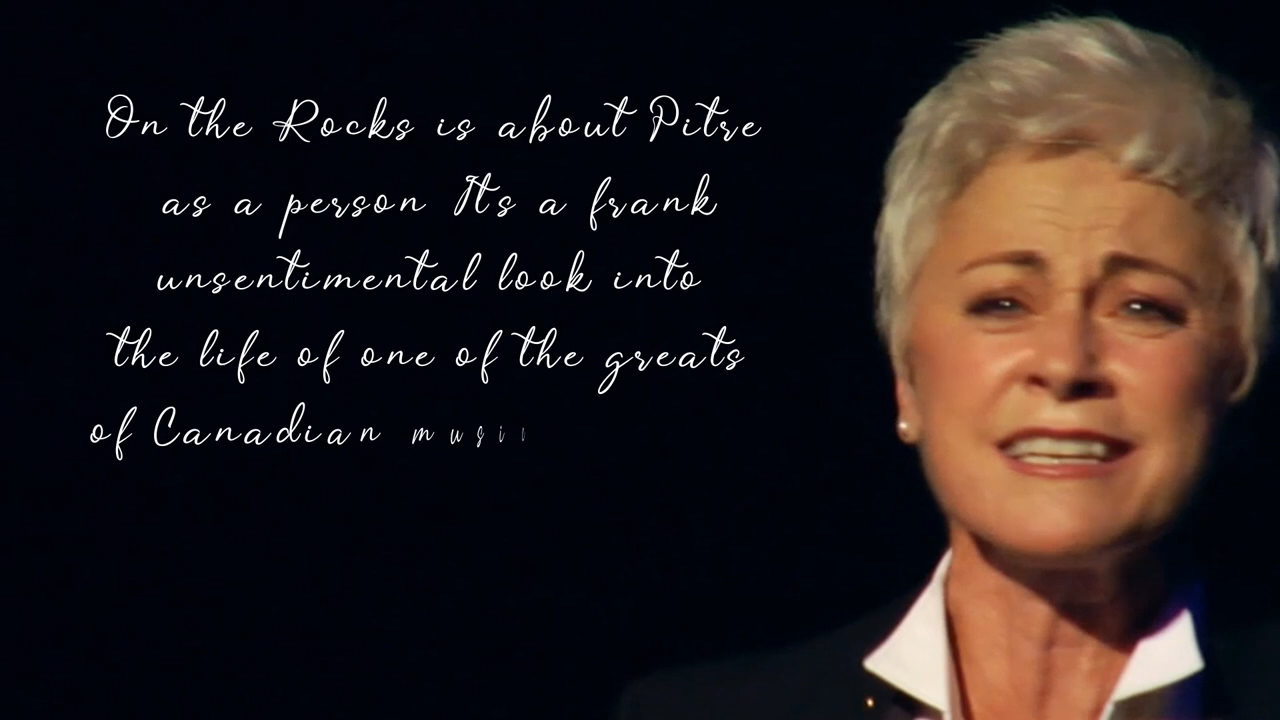 On the Rocks is about Pitre
as a person It's a frank
unsentimental look into
the life of one of the greats
of Canadian